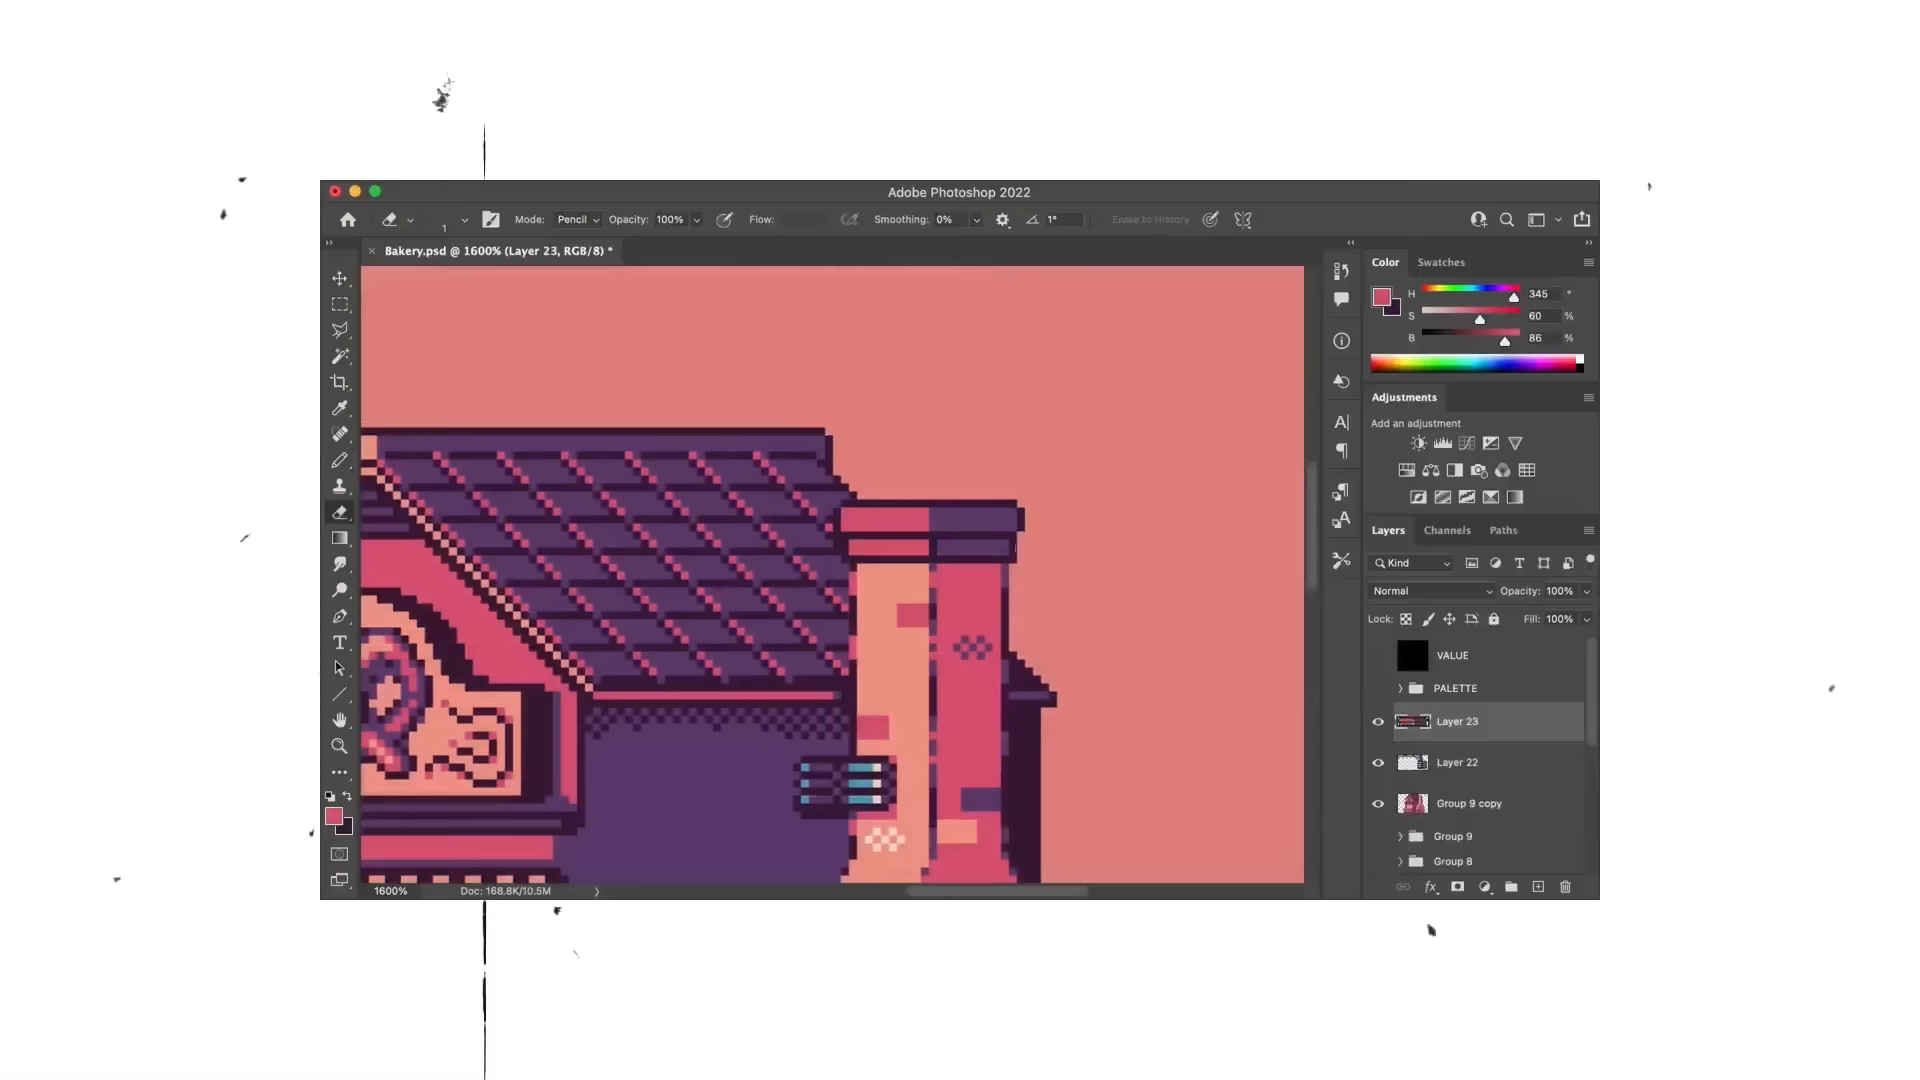 Adobe Photoshop 2022
1 Mode: Pencil Opacity: 100% Flow: Smoothing: 0% 1° Erase to History
× Bakery.psd @ 1600% (Layer 23, RGB/8) *
Color Swatches
H 345 °
S 60 %
B 86 %
Adjustments
Add an adjustment
Layers Channels Paths
Kind
Normal Opacity: 100%
Lock: Fill: 100%
VALUE
PALETTE
Layer 23
Layer 22
Group 9 copy
Group 9
Group 8
1600% Doc: 168.8K/10.5M